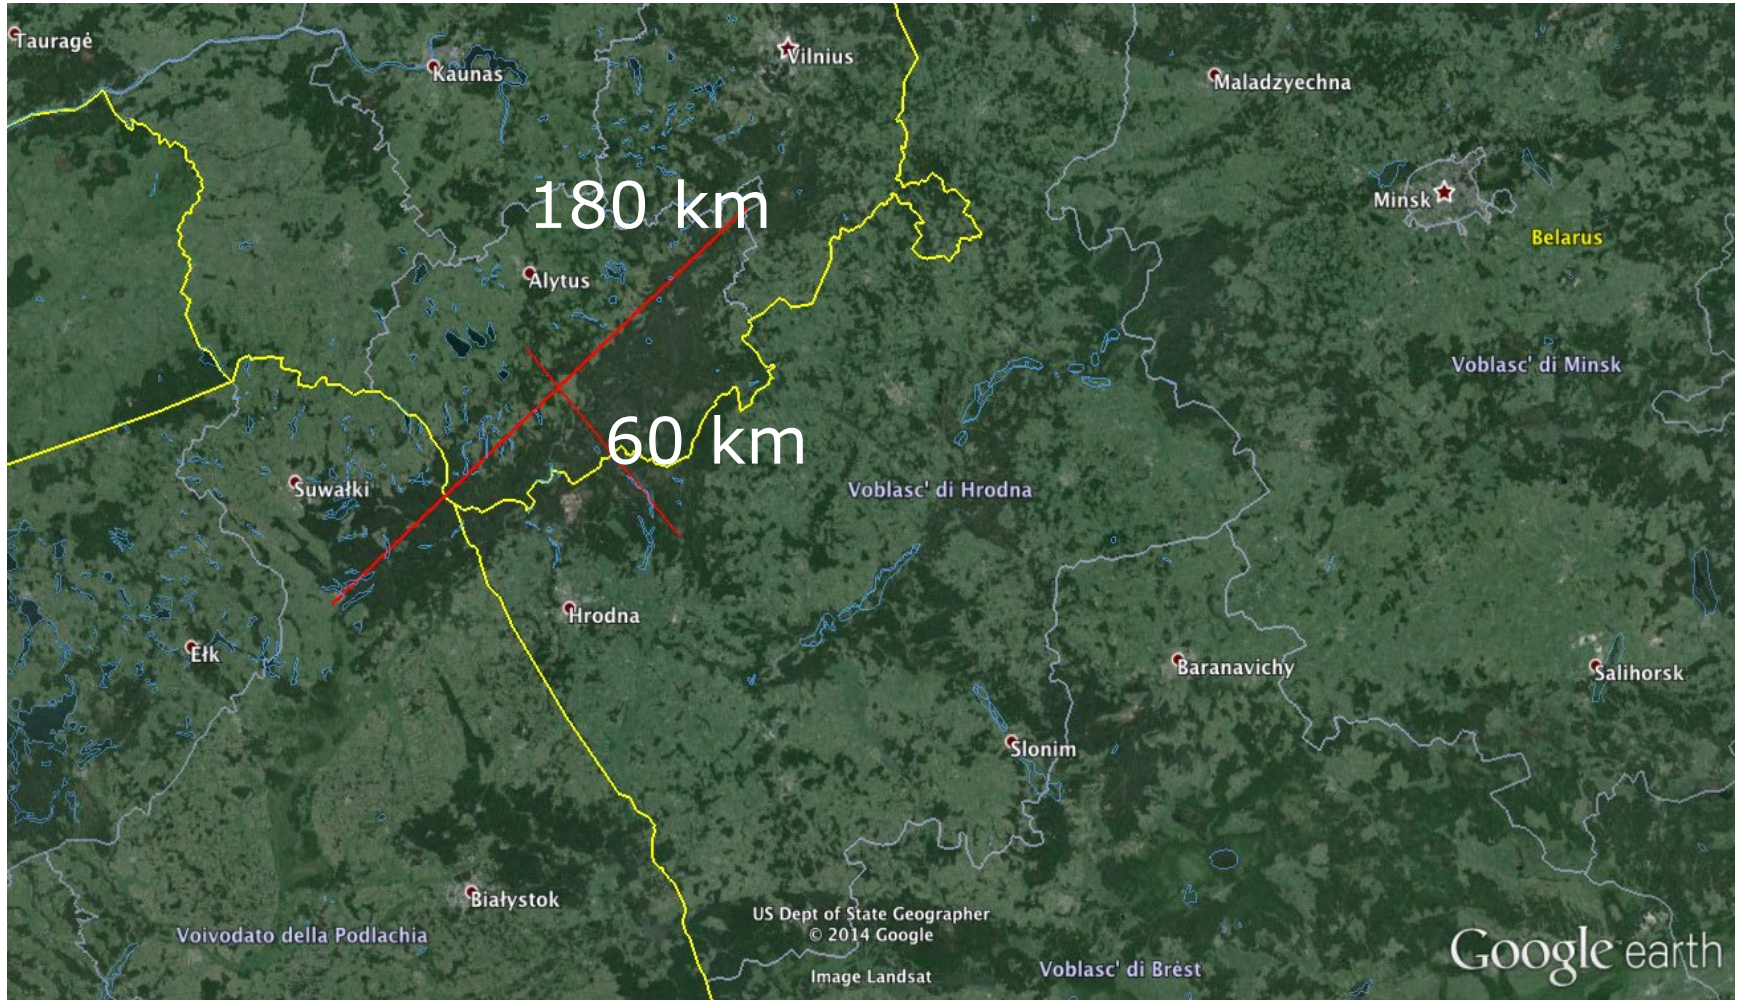 Tauragė
Kaunas
Vilnius
Maladzyechna
180 km
Minsk
Belarus
Alytus
Voblasc' di Minsk
60 km
Suwałki
Voblasc' di Hrodna
Hrodna
Ełk
Baranavichy
Salihorsk
Slonim
Białystok
US Dept of State Geographer
© 2014 Google
Voivodato della Podlachia
Google earth
Voblasc' di Brèst
Image Landsat